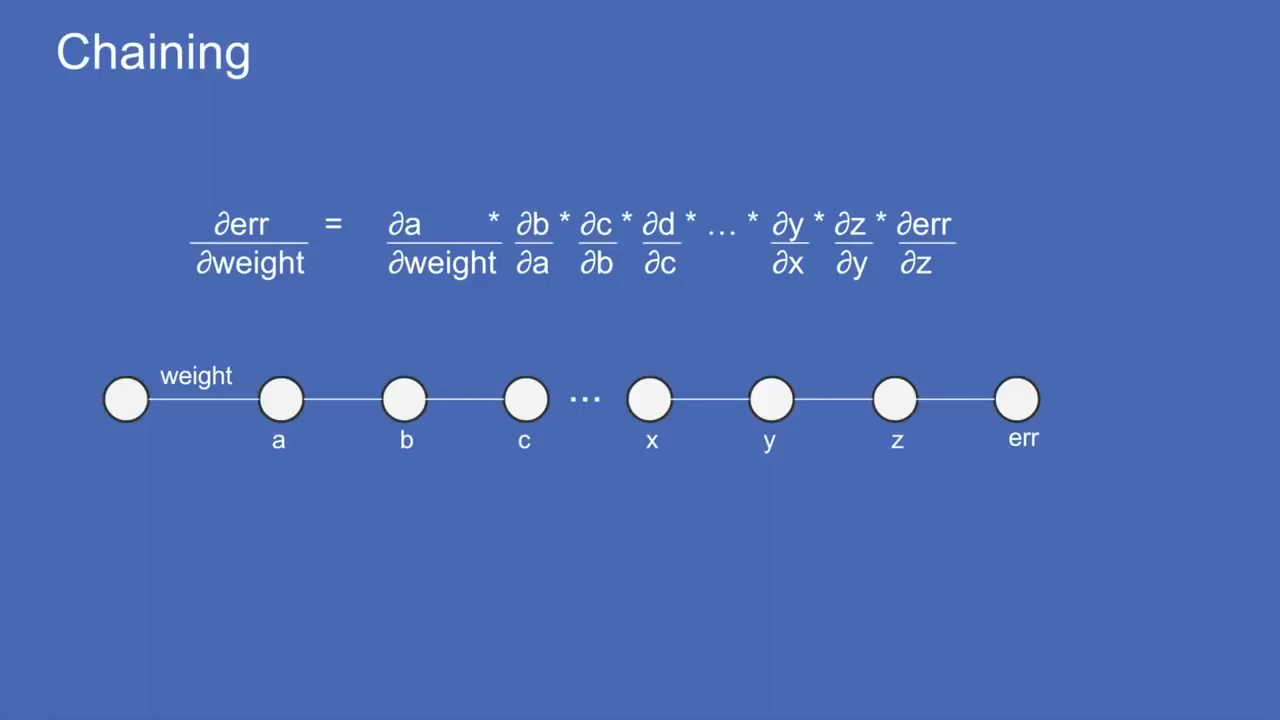 Chaining
∂err = ∂a * ∂b * ∂c * ∂d * … * ∂y * ∂z * ∂err
∂weight ∂weight ∂a ∂b ∂c ∂x ∂y ∂z
weight
...
a b c x y z err